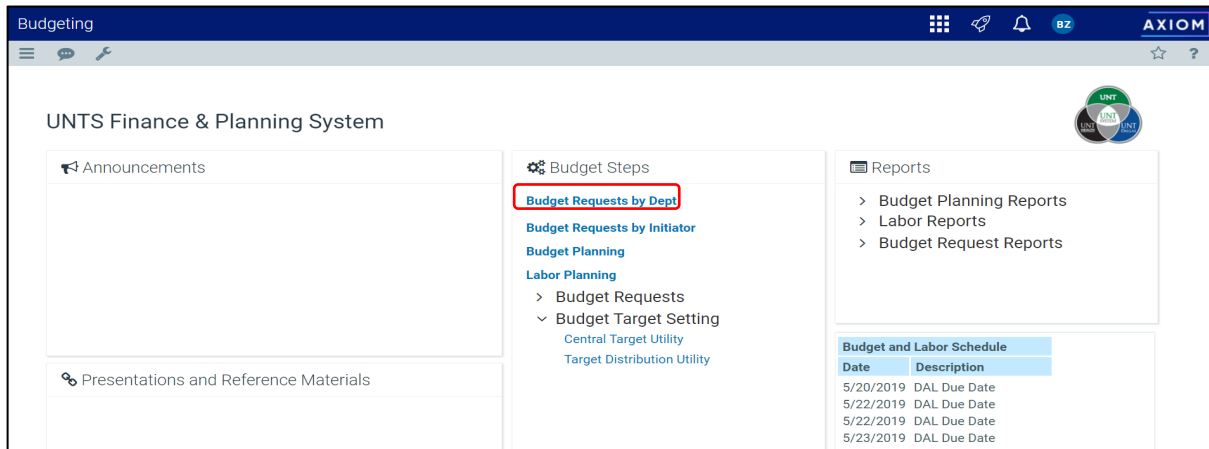 Budgeting
BZ
AXIOM
?
UNTS Finance & Planning System
UNT
UNT
SYSTEM
UNT
UNT
Announcements
Presentations and Reference Materials
Budget Steps
Budget Requests by Dept
Budget Requests by Initiator
Budget Planning
Labor Planning
> Budget Requests
Budget Target Setting
Central Target Utility
Target Distribution Utility
Reports
> Budget Planning Reports
> Labor Reports
> Budget Request Reports
Budget and Labor Schedule
Date Description
5/20/2019 DAL Due Date
5/22/2019 DAL Due Date
5/22/2019 DAL Due Date
5/23/2019 DAL Due Date